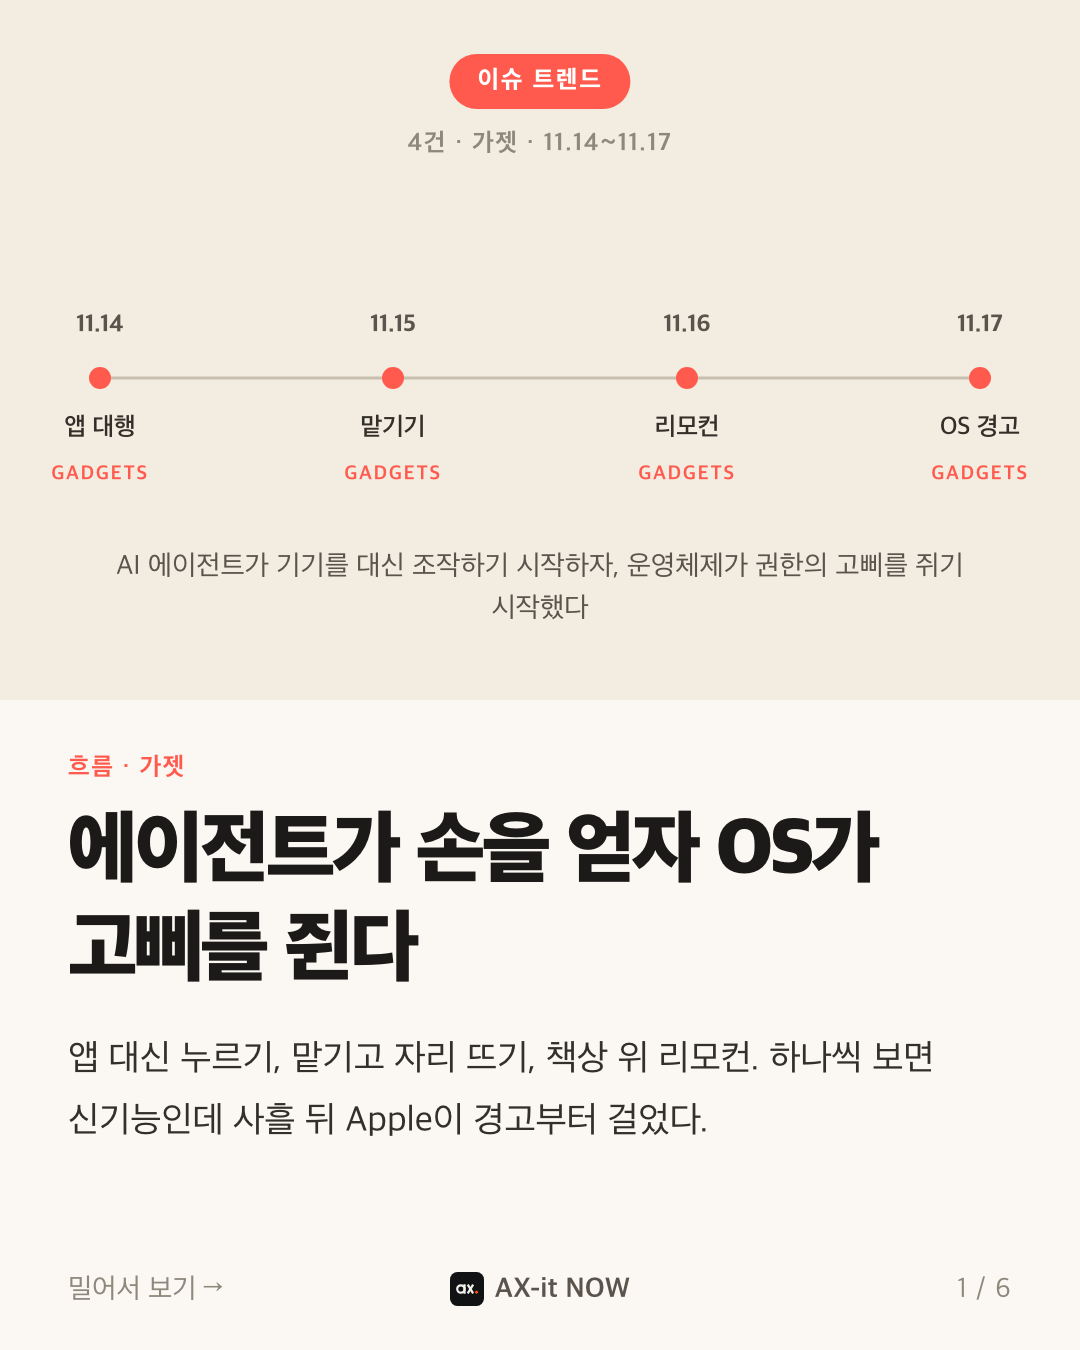 이슈 트렌드
4건 · 가젯 · 11.14~11.17
11.14 11.15 11.16 11.17
앱 대행 맡기기 리모컨 OS 경고
GADGETS GADGETS GADGETS GADGETS
AI 에이전트가 기기를 대신 조작하기 시작하자, 운영체제가 권한의 고삐를 쥐기
시작했다
흐름 · 가젯
에이전트가 손을 얻자 OS가
고삐를 쥔다
앱 대신 누르기, 맡기고 자리 뜨기, 책상 위 리모컨. 하나씩 보면
신기능인데 사흘 뒤 Apple이 경고부터 걸었다.
밀어서 보기 → ax. AX-it NOW 1 / 6